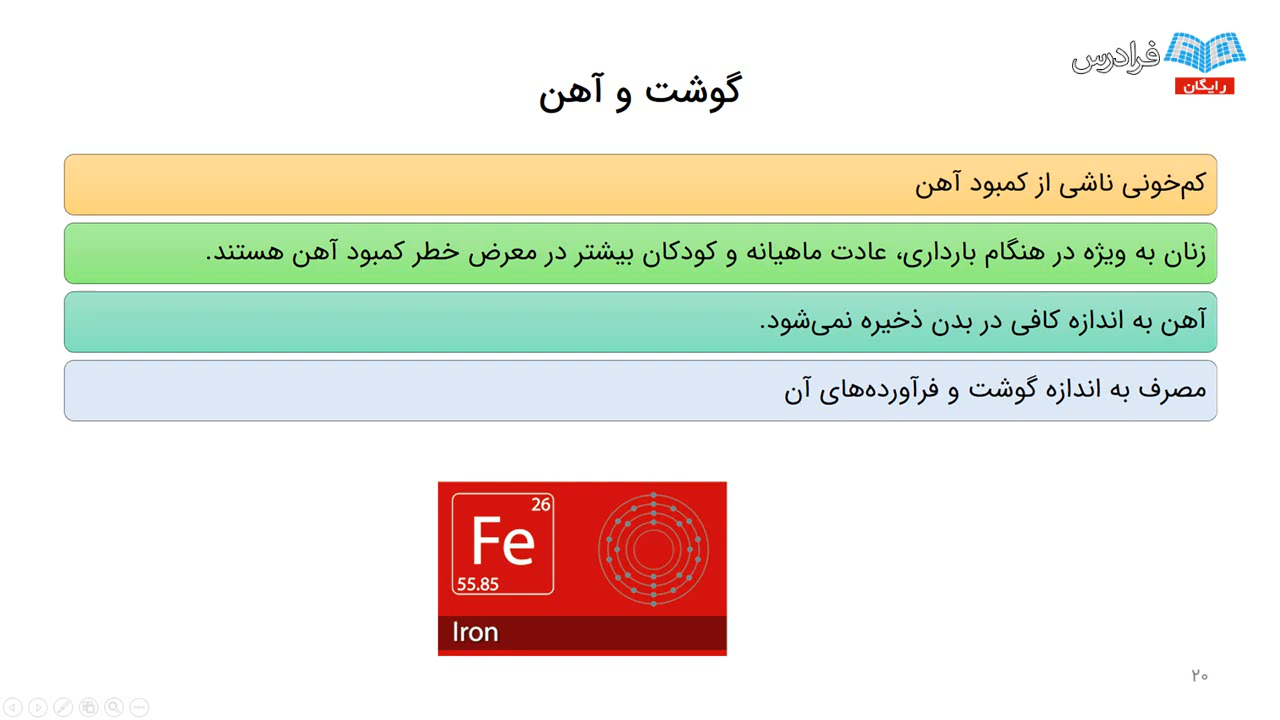 فرادرس
رایگان
گوشت و آهن
کم‌خونی ناشی از کمبود آهن
زنان به ویژه در هنگام بارداری، عادت ماهیانه و کودکان بیشتر در معرض خطر کمبود آهن هستند.
آهن به اندازه کافی در بدن ذخیره نمی‌شود.
مصرف به اندازه گوشت و فرآورده‌های آن
26
Fe
55.85
Iron
۲۰